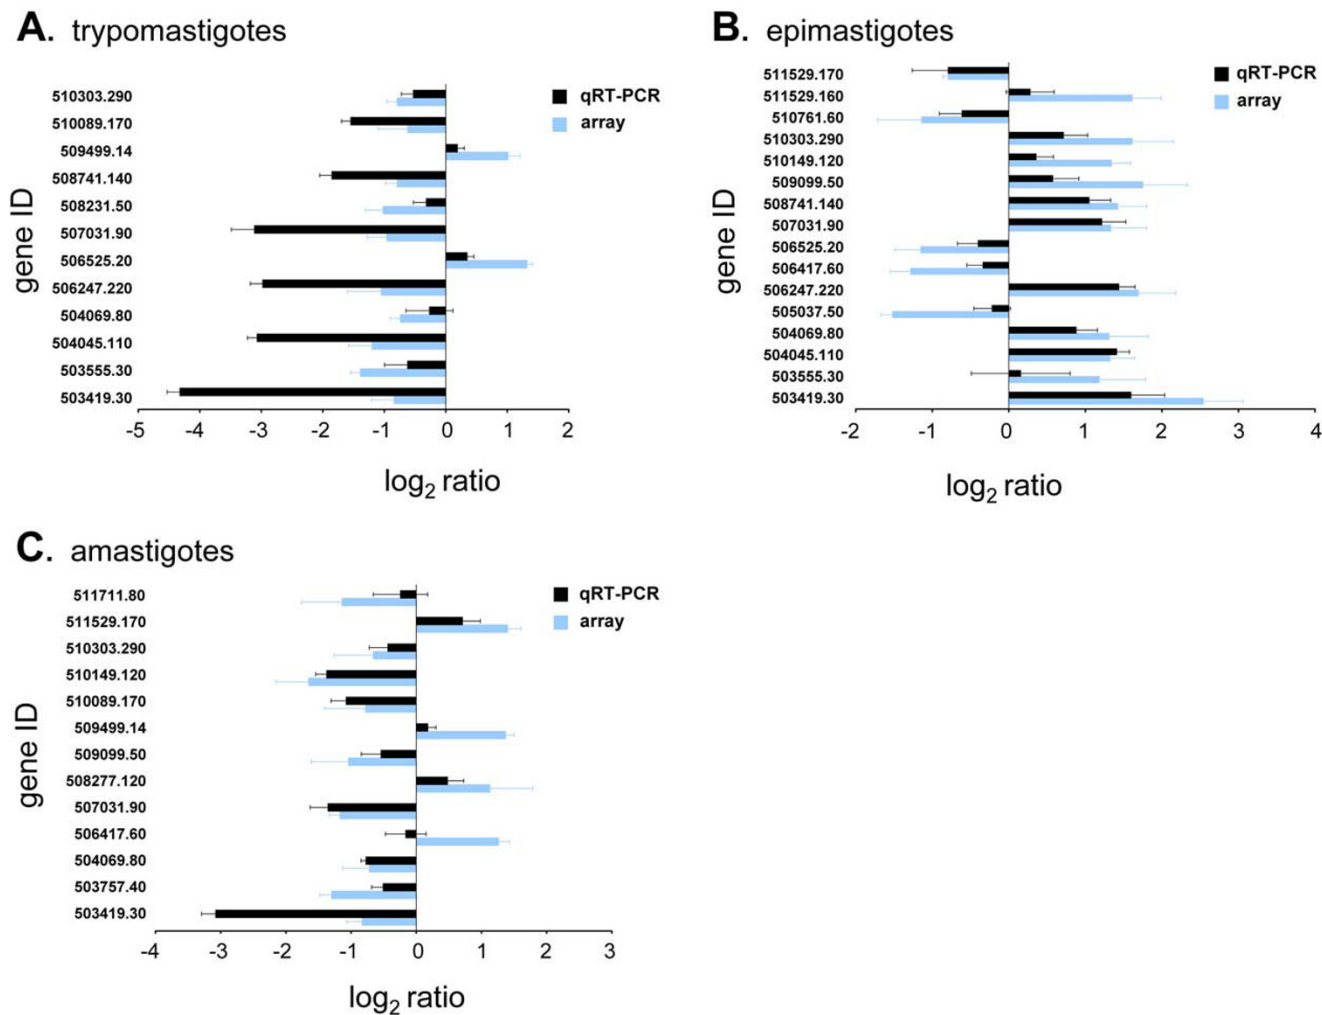 A. trypomastigotes
gene ID
510303.290
510089.170
509499.14
508741.140
508231.50
507031.90
506525.20
506247.220
504069.80
504045.110
503555.30
503419.30
qRT-PCR
array
-5 -4 -3 -2 -1 0 1 2
log2 ratio
B. epimastigotes
gene ID
511529.170
511529.160
510761.60
510303.290
510149.120
509099.50
508741.140
507031.90
506525.20
506417.60
506247.220
505037.50
504069.80
504045.110
503555.30
503419.30
qRT-PCR
array
-2 -1 0 1 2 3 4
log2 ratio
C. amastigotes
gene ID
511711.80
511529.170
510303.290
510149.120
510089.170
509499.14
509099.50
508277.120
507031.90
506417.60
504069.80
503757.40
503419.30
qRT-PCR
array
-4 -3 -2 -1 0 1 2 3
log2 ratio